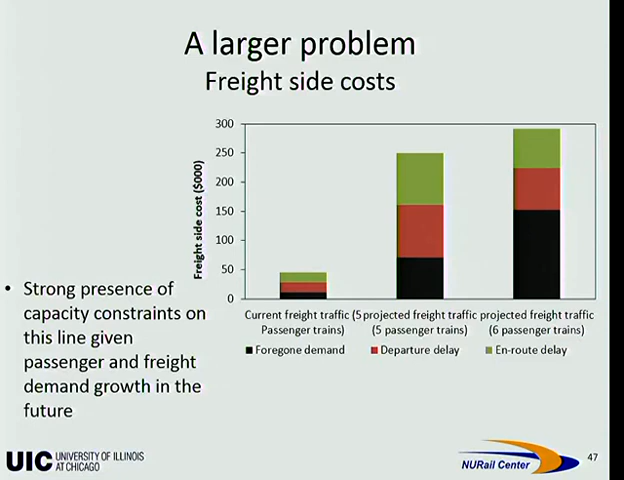 A larger problem
Freight side costs
300
250
200
150
100
50
0
Freight side cost ($000)
Current freight traffic (5 projected freight traffic projected freight traffic
Passenger trains) (5 passenger trains) (6 passenger trains)
Foregone demand Departure delay En-route delay
• Strong presence of
capacity constraints on
this line given
passenger and freight
demand growth in the
future
UIC UNIVERSITY OF ILLINOIS
AT CHICAGO
NURail Center
47